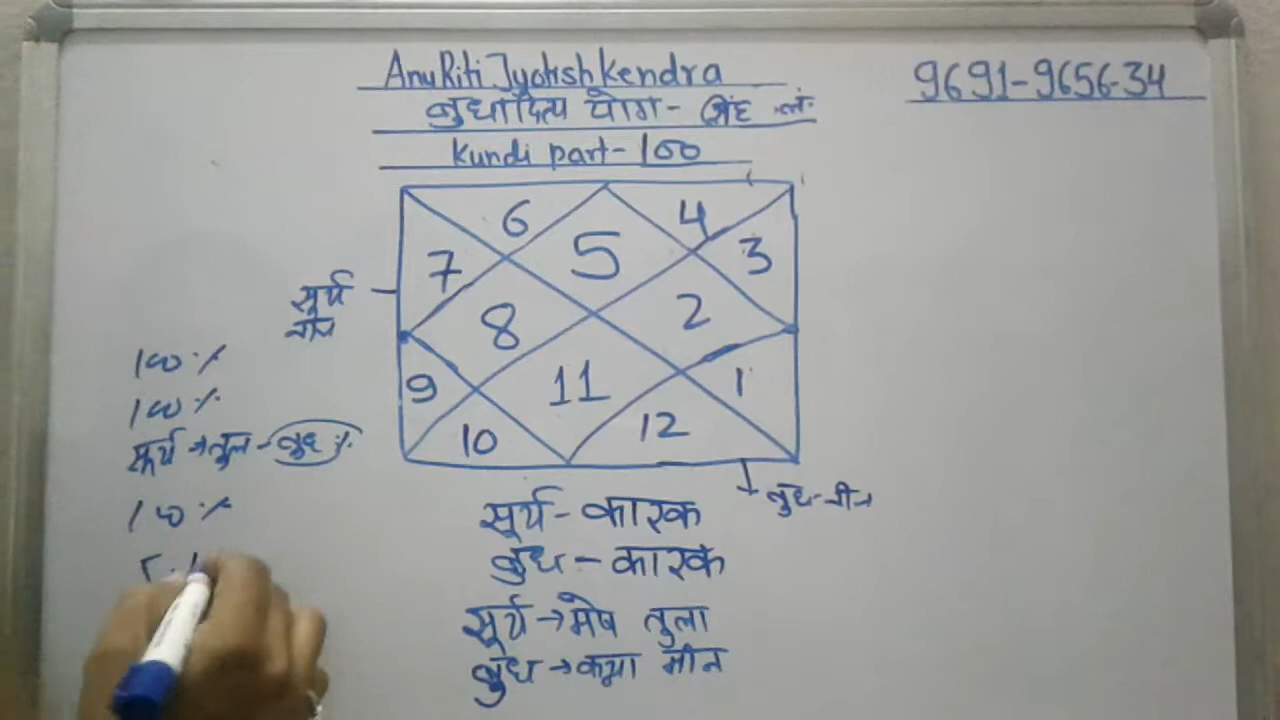 AnuRiti Jyotish Kendra
9691-9656-34
बुधादित्य योग - सिंह लं.
Kundi part-100
6
4
7
5
3
सूर्य
नीच
8
2
100%
9
11
1
100%
10
12
सूर्य→तुल-बुध%
बुध-नीच
100%
सूर्य-कारक
बुध-कारक
सूर्य→मेष तुला
बुध→कन्या मीन